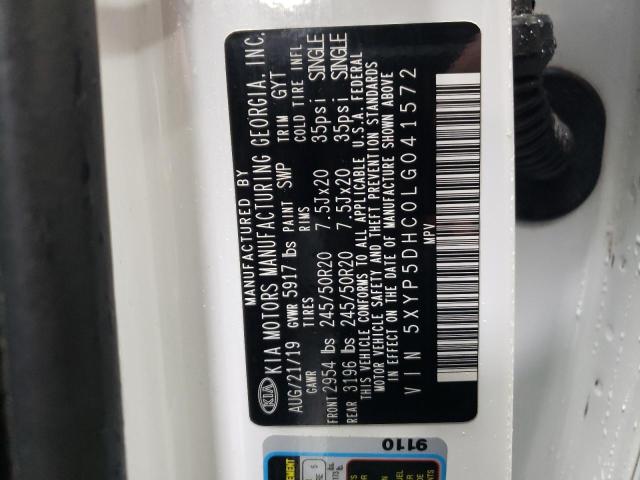 MANUFACTURED BY
KIA KIA MOTORS MANUFACTURING GEORGIA, INC.
AUG/21/19 GVWR 5917 lbs PAINT SWP TRIM GYT
GAWR TIRES RIMS COLD TIRE INFL
FRONT 2954 lbs 245/50R20 7.5Jx20 35psi SINGLE
REAR 3196 lbs 245/50R20 7.5Jx20 35psi SINGLE
THIS VEHICLE CONFORMS TO ALL APPLICABLE U.S.A. FEDERAL
MOTOR VEHICLE SAFETY AND THEFT PREVENTION STANDARDS
IN EFFECT ON THE DATE OF MANUFACTURE SHOWN ABOVE
VIN 5XYP5DHC0LG041572
MPV
9110